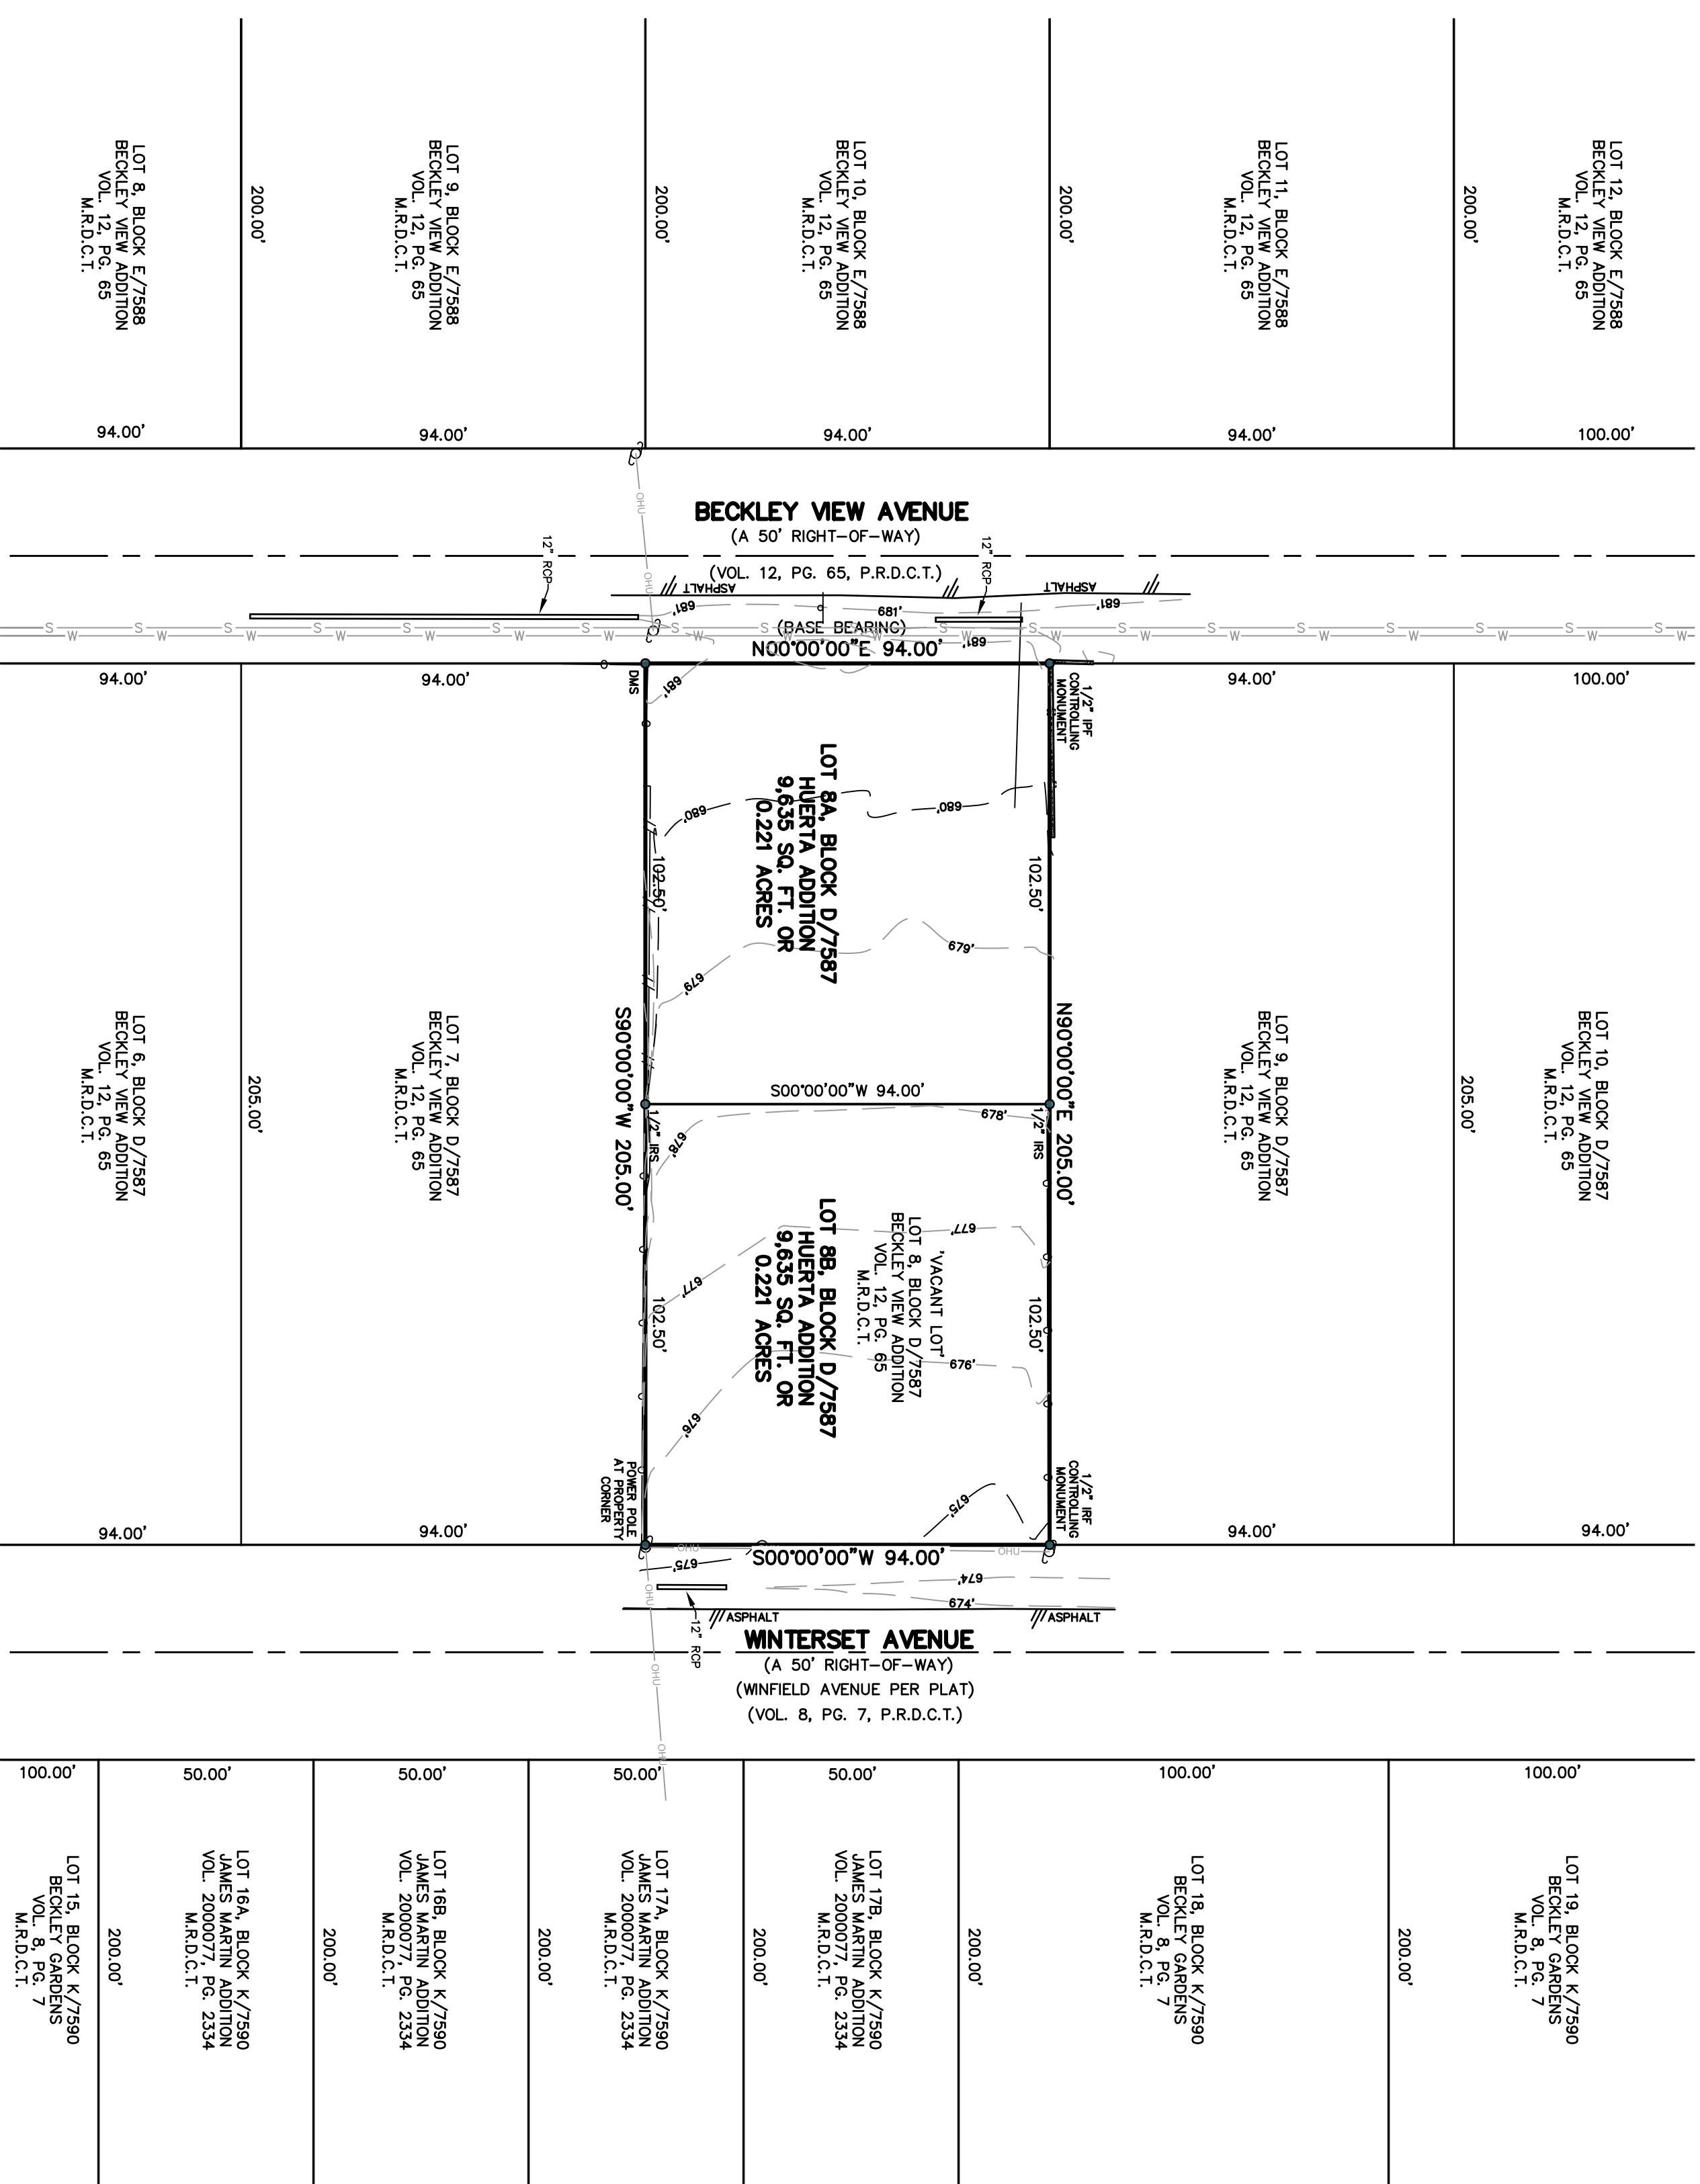 LOT 8, BLOCK E/7588
BECKLEY VIEW ADDITION
VOL. 12, PG. 65
M.R.D.C.T.
200.00'
LOT 9, BLOCK E/7588
BECKLEY VIEW ADDITION
VOL. 12, PG. 65
M.R.D.C.T.
200.00'
LOT 10, BLOCK E/7588
BECKLEY VIEW ADDITION
VOL. 12, PG. 65
M.R.D.C.T.
200.00'
LOT 11, BLOCK E/7588
BECKLEY VIEW ADDITION
VOL. 12, PG. 65
M.R.D.C.T.
200.00'
LOT 12, BLOCK E/7588
BECKLEY VIEW ADDITION
VOL. 12, PG. 65
M.R.D.C.T.
94.00'
94.00'
94.00'
94.00'
100.00'
OHU
BECKLEY VIEW AVENUE
(A 50' RIGHT-OF-WAY)
12" RCP
12" RCP
OHU
(VOL. 12, PG. 65, P.R.D.C.T.)
ASPHALT
ASPHALT
681'
681'
681'
S S S S S S S S S S S S S S S S S S S
W W W W W W W W W W W W W W W W W W
(BASE BEARING)
681'
N00°00'00"E 94.00'
94.00'
94.00'
94.00'
100.00'
DMS
681'
1/2" IPF
CONTROLLING
MONUMENT
LOT 8A, BLOCK D/7587
HUERTA ADDITION
9,635 SQ. FT. OR
0.221 ACRES
680'
680'
102.50'
102.50'
679'
679'
LOT 6, BLOCK D/7587
BECKLEY VIEW ADDITION
VOL. 12, PG. 65
M.R.D.C.T.
205.00'
LOT 7, BLOCK D/7587
BECKLEY VIEW ADDITION
VOL. 12, PG. 65
M.R.D.C.T.
S90°00'00"W 205.00'
S00°00'00"W 94.00'
N90°00'00"E 205.00'
LOT 9, BLOCK D/7587
BECKLEY VIEW ADDITION
VOL. 12, PG. 65
M.R.D.C.T.
205.00'
LOT 10, BLOCK D/7587
BECKLEY VIEW ADDITION
VOL. 12, PG. 65
M.R.D.C.T.
1/2" IRS
1/2" IRS
678'
678'
LOT 8B, BLOCK D/7587
HUERTA ADDITION
9,635 SQ. FT. OR
0.221 ACRES
'VACANT LOT'
LOT 8, BLOCK D/7587
BECKLEY VIEW ADDITION
VOL. 12, PG. 65
M.R.D.C.T.
677'
677'
102.50'
102.50'
676'
676'
POWER POLE
AT PROPERTY
CORNER
675'
1/2" IRF
CONTROLLING
MONUMENT
94.00'
94.00'
94.00'
94.00'
OHU
OHU
S00°00'00"W 94.00'
675'
674'
OHU
674'
ASPHALT
ASPHALT
12" RCP
WINTERSET AVENUE
(A 50' RIGHT-OF-WAY)
OHU
(WINFIELD AVENUE PER PLAT)
(VOL. 8, PG. 7, P.R.D.C.T.)
OHU
100.00'
50.00'
50.00'
50.00'
50.00'
100.00'
100.00'
LOT 15, BLOCK K/7590
BECKLEY GARDENS
VOL. 8, PG. 7
M.R.D.C.T.
200.00'
LOT 16A, BLOCK K/7590
JAMES MARTIN ADDITION
VOL. 2000077, PG. 2334
M.R.D.C.T.
200.00'
LOT 16B, BLOCK K/7590
JAMES MARTIN ADDITION
VOL. 2000077, PG. 2334
M.R.D.C.T.
200.00'
LOT 17A, BLOCK K/7590
JAMES MARTIN ADDITION
VOL. 2000077, PG. 2334
M.R.D.C.T.
200.00'
LOT 17B, BLOCK K/7590
JAMES MARTIN ADDITION
VOL. 2000077, PG. 2334
M.R.D.C.T.
200.00'
LOT 18, BLOCK K/7590
BECKLEY GARDENS
VOL. 8, PG. 7
M.R.D.C.T.
200.00'
LOT 19, BLOCK K/7590
BECKLEY GARDENS
VOL. 8, PG. 7
M.R.D.C.T.